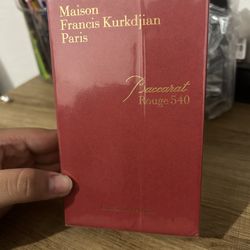 Maison
Francis Kurkdjian
Paris
Baccarat
Rouge 540